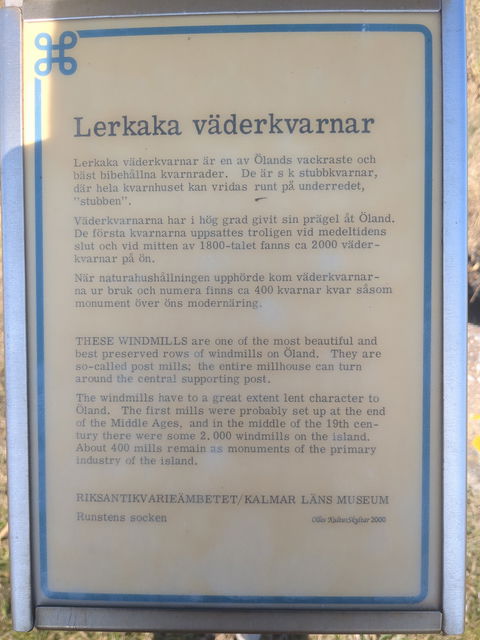 Lerkaka väderkvarnar
Lerkaka väderkvarnar är en av Ölands vackraste och
bäst bibehållna kvarnrader. De är s k stubbkvarnar,
där hela kvarnhuset kan vridas runt på underredet,
"stubben".
Väderkvarnarna har i hög grad givit sin prägel åt Öland.
De första kvarnarna uppsattes troligen vid medeltidens
slut och vid mitten av 1800-talet fanns ca 2000 väder-
kvarnar på ön.
När naturahushållningen upphörde kom väderkvarnar-
na ur bruk och numera finns ca 400 kvarnar kvar såsom
monument över öns modernäring.
THESE WINDMILLS are one of the most beautiful and
best preserved rows of windmills on Öland. They are
so-called post mills; the entire millhouse can turn
around the central supporting post.
The windmills have to a great extent lent character to
Öland. The first mills were probably set up at the end
of the Middle Ages, and in the middle of the 19th cen-
tury there were some 2,000 windmills on the island.
About 400 mills remain as monuments of the primary
industry of the island.
RIKSANTIKVARIEÄMBETET/KALMAR LÄNS MUSEUM
Runstens socken
Olles KulturSkyltar 2000